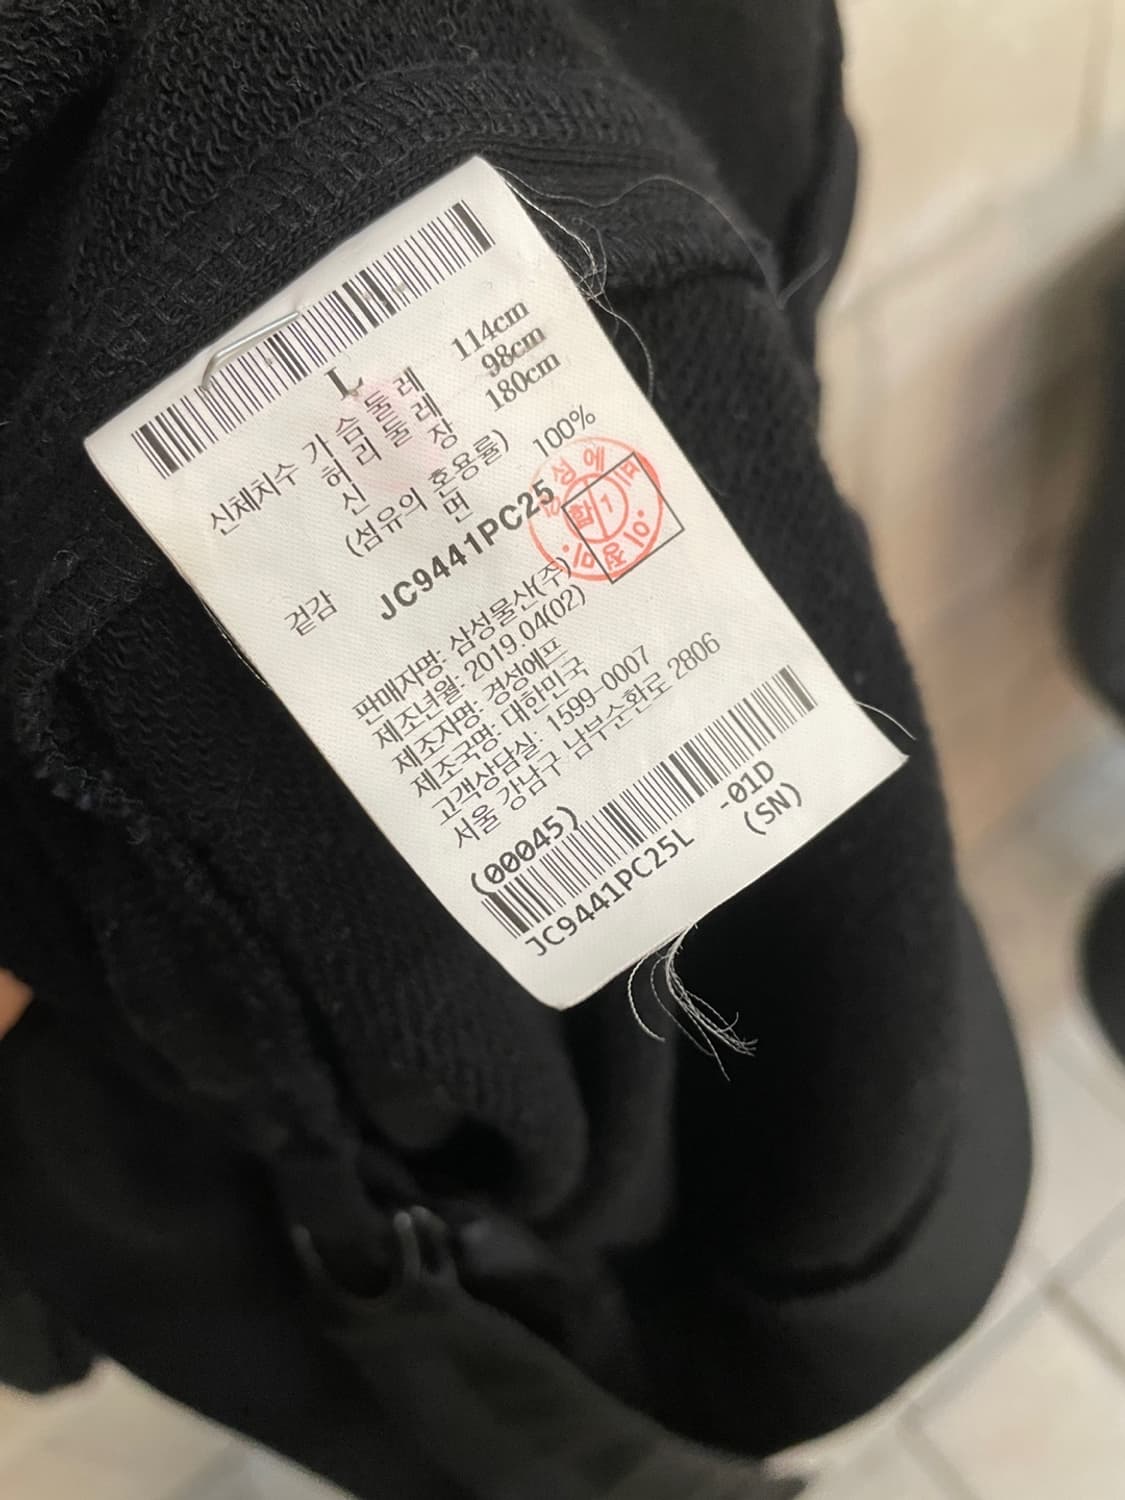 L
신체치수 가슴둘레 114cm
허리둘레 98cm
신 장 180cm
(섬유의 혼용률)
겉감 면 100%
JC9441PC25
판매자명: 삼성물산(주)
제조년월: 2019.04(02)
제조자명: 경성에프
제조국명: 대한민국
고객상담실: 1599-0007
서울 강남구 남부순환로 2806
(00045)
JC9441PC25L -01D
(SN)
합 1